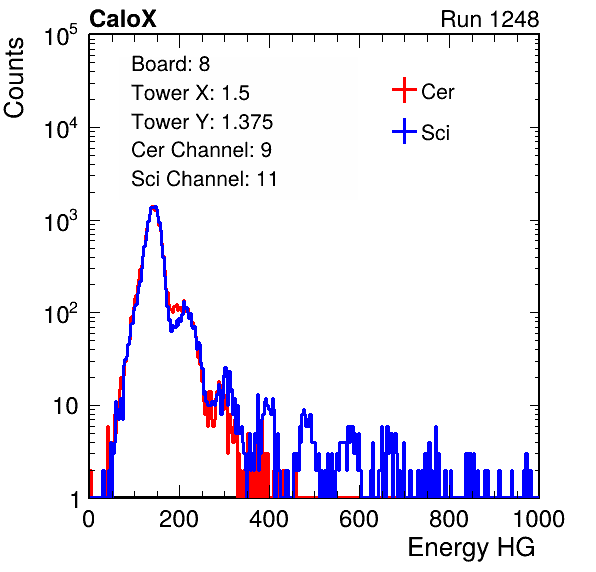 CaloX Run 1248
Counts
10^5
10^4
10^3
10^2
10
1
Board: 8
Tower X: 1.5
Tower Y: 1.375
Cer Channel: 9
Sci Channel: 11
Cer
Sci
0 200 400 600 800 1000
Energy HG